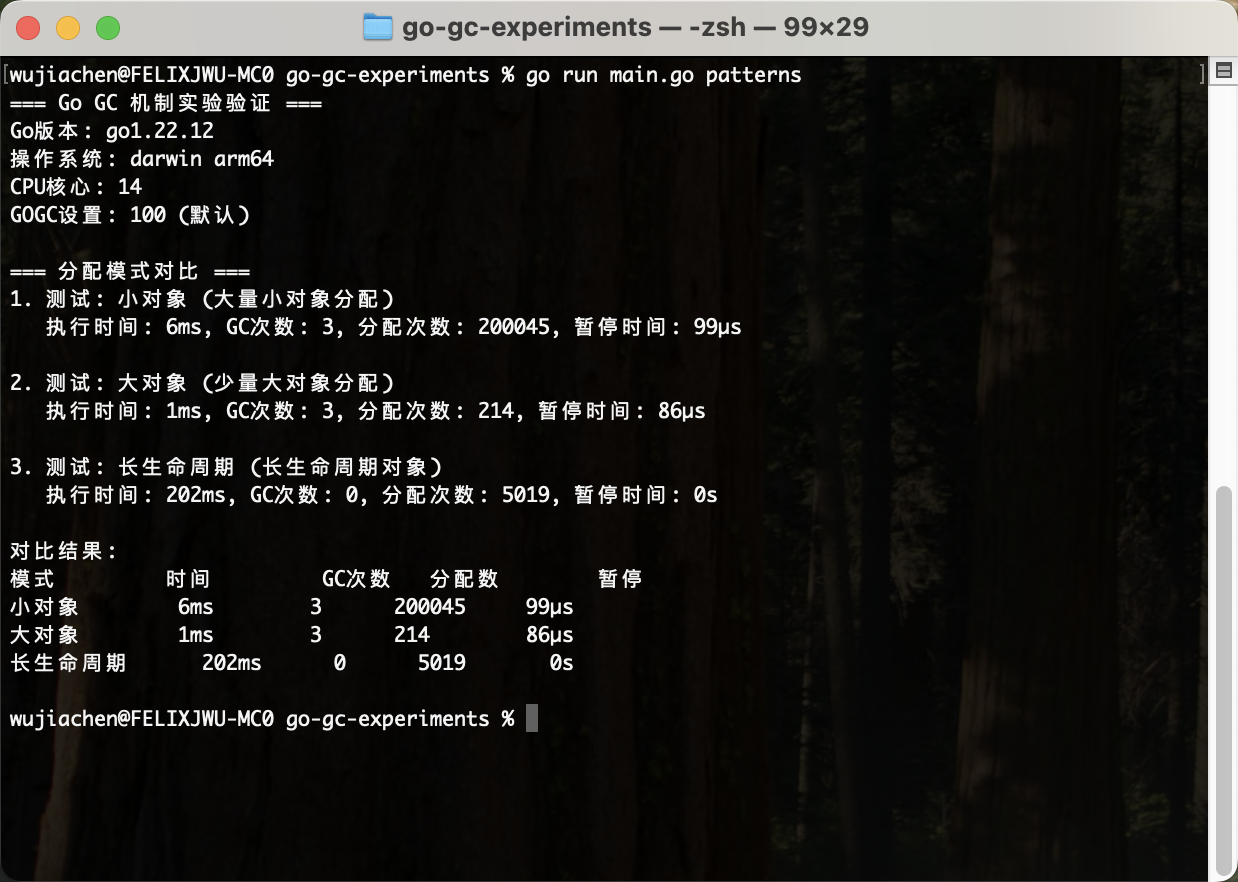 go-gc-experiments — -zsh — 99×29
[wujiachen@FELIXJWU-MC0 go-gc-experiments % go run main.go patterns ]
=== Go GC 机制实验验证 ===
Go版本: go1.22.12
操作系统: darwin arm64
CPU核心: 14
GOGC设置: 100 (默认)
=== 分配模式对比 ===
1. 测试: 小对象 (大量小对象分配)
执行时间: 6ms, GC次数: 3, 分配次数: 200045, 暂停时间: 99µs
2. 测试: 大对象 (少量大对象分配)
执行时间: 1ms, GC次数: 3, 分配次数: 214, 暂停时间: 86µs
3. 测试: 长生命周期 (长生命周期对象)
执行时间: 202ms, GC次数: 0, 分配次数: 5019, 暂停时间: 0s
对比结果:
模式 时间 GC次数 分配数 暂停
小对象 6ms 3 200045 99µs
大对象 1ms 3 214 86µs
长生命周期 202ms 0 5019 0s
wujiachen@FELIXJWU-MC0 go-gc-experiments %